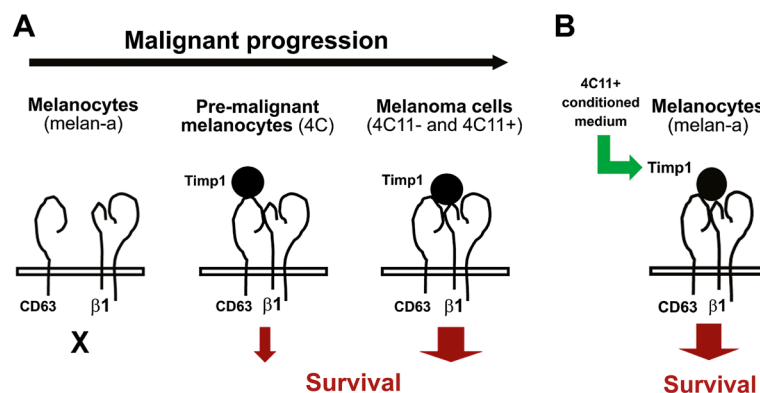 A
Malignant progression
Melanocytes
(melan-a)
Pre-malignant
melanocytes (4C)
Melanoma cells
(4C11- and 4C11+)
Timp1
Timp1
CD63 β1
CD63 β1
CD63 β1
X
Survival
B
4C11+
conditioned
medium
Melanocytes
(melan-a)
Timp1
CD63 β1
Survival